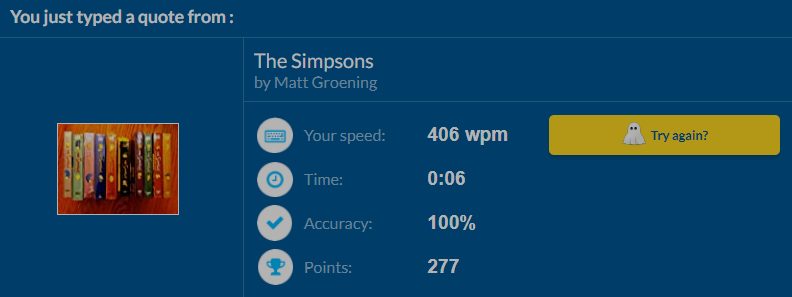 You just typed a quote from :
The Simpsons
by Matt Groening
Your speed: 406 wpm
Try again?
Time: 0:06
Accuracy: 100%
Points: 277